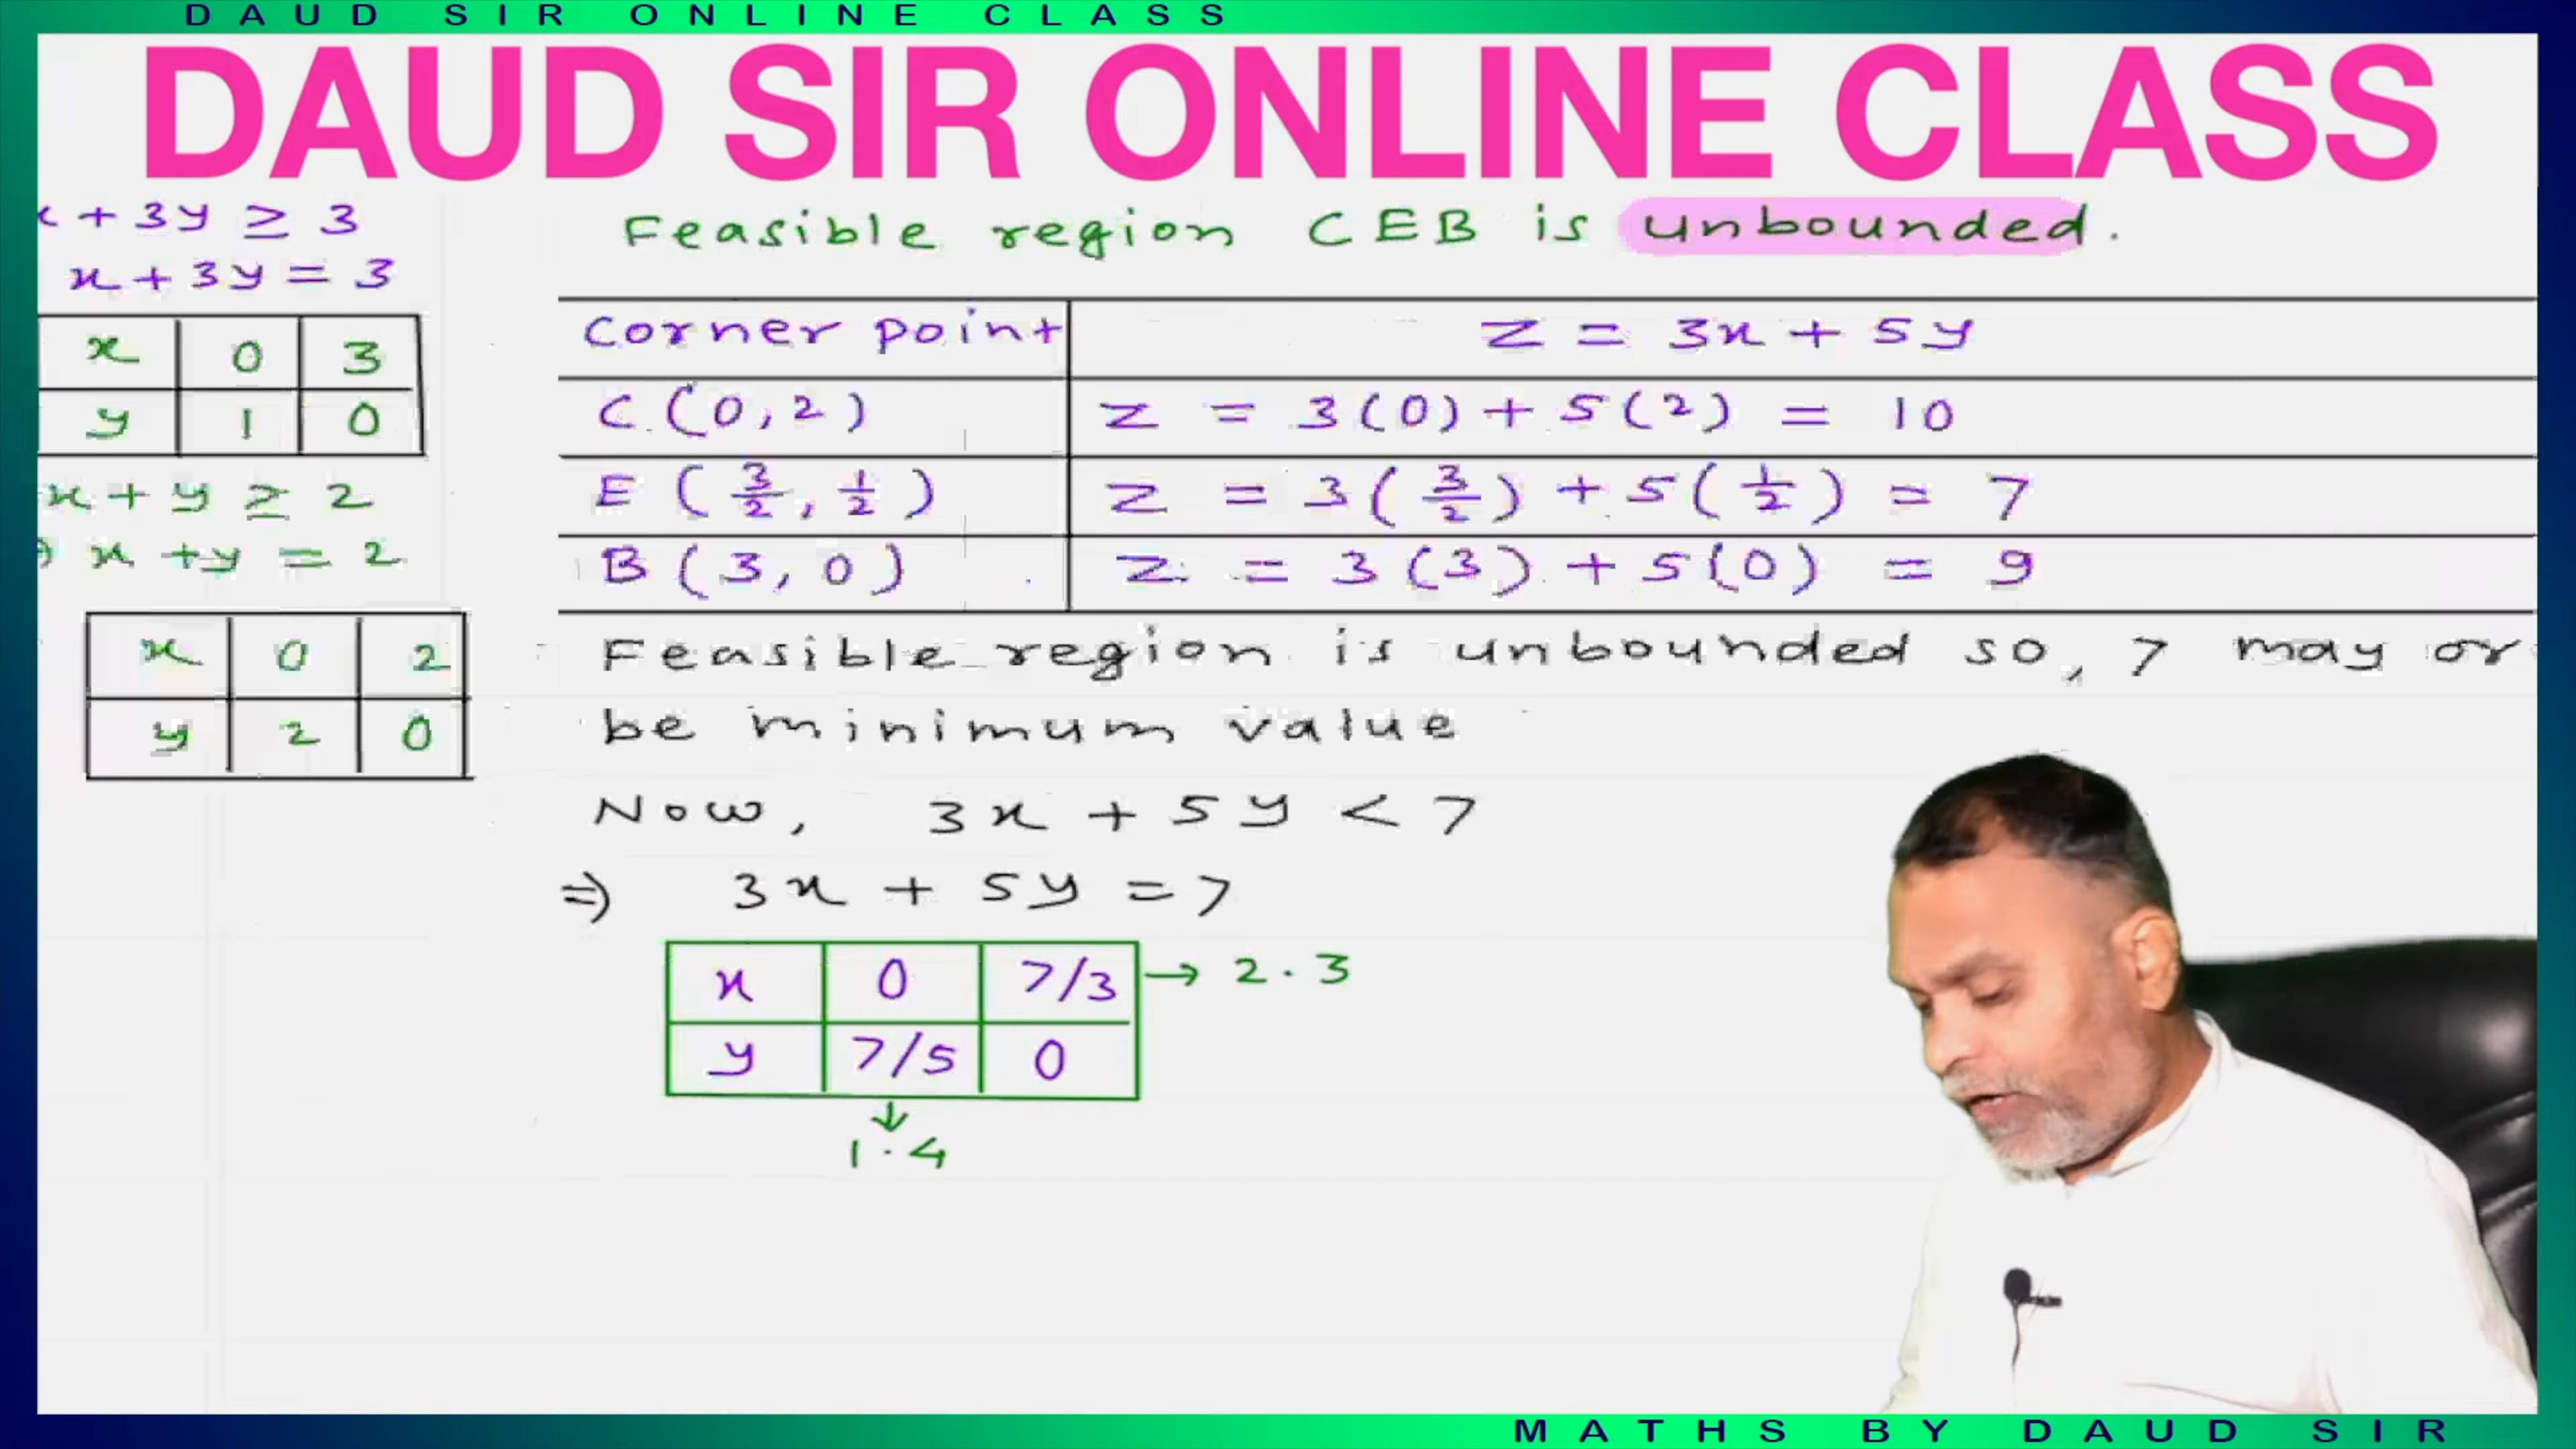 DAUD SIR ONLINE CLASS
DAUD SIR ONLINE CLASS
+ 3y ≥ 3
x + 3y = 3
x 0 3
y 1 0
x + y ≥ 2
x + y = 2
x 0 2
y 2 0
Feasible region CEB is unbounded.
Corner point Z = 3x + 5y
C (0, 2) Z = 3(0) + 5(2) = 10
E (3/2, 1/2) Z = 3(3/2) + 5(1/2) = 7
B (3, 0) Z = 3(3) + 5(0) = 9
Feasible region is unbounded so, 7 may or
be minimum value
Now, 3x + 5y < 7
⇒ 3x + 5y = 7
x 0 7/3 → 2.3
y 7/5 0
↓
1.4
MATHS BY DAUD SIR